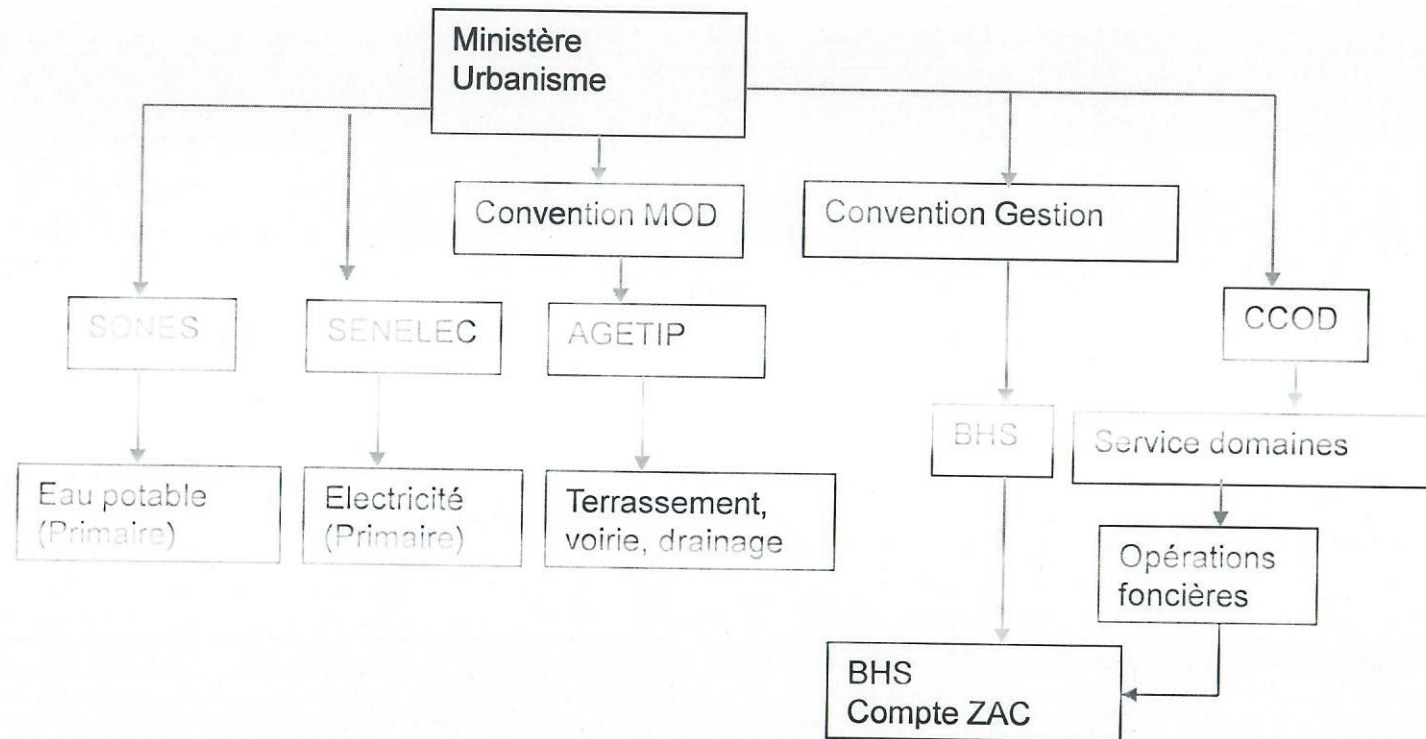 Ministère
Urbanisme
Convention MOD
Convention Gestion
SONES
SENELEC
AGETIP
CCOD
BHS
Service domaines
Eau potable
(Primaire)
Electricité
(Primaire)
Terrassement,
voirie, drainage
Opérations
foncières
BHS
Compte ZAC